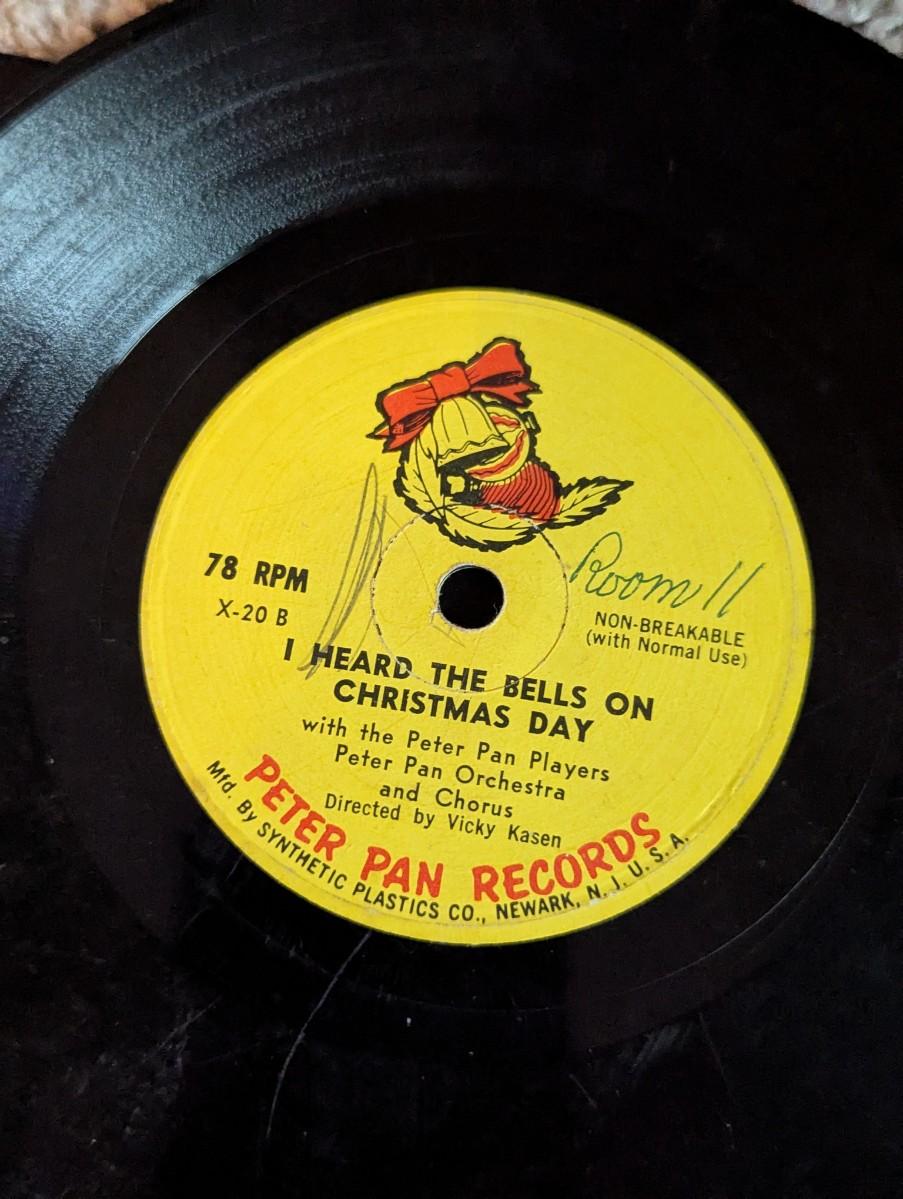 Room 11
78 RPM
X-20 B
NON-BREAKABLE
(with Normal Use)
I HEARD THE BELLS ON
CHRISTMAS DAY
with the Peter Pan Players
Peter Pan Orchestra
and Chorus
Directed by Vicky Kasen
PETER PAN RECORDS
Mfd. By SYNTHETIC PLASTICS CO., NEWARK, N. J. U. S. A.